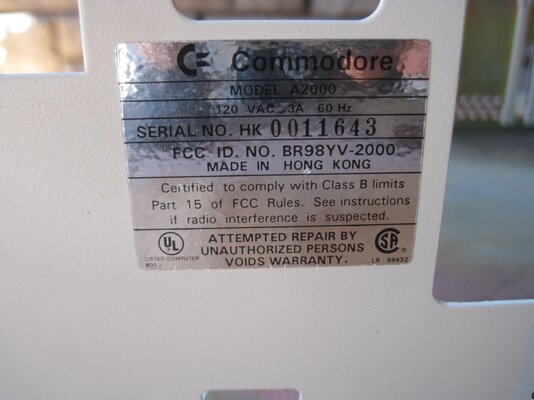 Commodore
MODEL A2000
120 VAC 3A 60 Hz
SERIAL NO. HK 0011643
FCC ID. NO. BR98YV-2000
MADE IN HONG KONG
Certified to comply with Class B limits
Part 15 of FCC Rules. See instructions
if radio interference is suspected.
UL
LISTED COMPUTER
800 J
ATTEMPTED REPAIR BY
UNAUTHORIZED PERSONS
VOIDS WARRANTY.
SA
LR - 88432